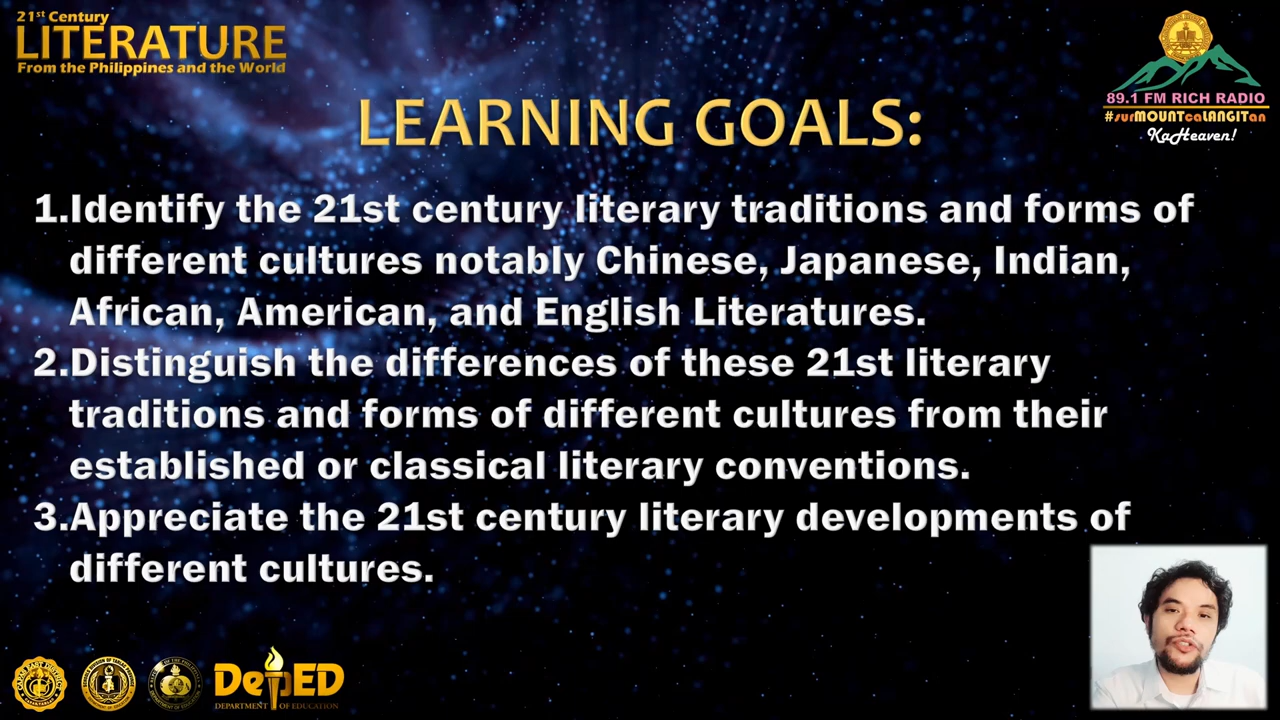 21st Century
LITERATURE
From the Philippines and the World
89.1 FM RICH RADIO
#surMOUNTcaLANGITan
KaHeaven!
LEARNING GOALS:
1.Identify the 21st century literary traditions and forms of
different cultures notably Chinese, Japanese, Indian,
African, American, and English Literatures.
2.Distinguish the differences of these 21st literary
traditions and forms of different cultures from their
established or classical literary conventions.
3.Appreciate the 21st century literary developments of
different cultures.
DepED
DEPARTMENT OF EDUCATION